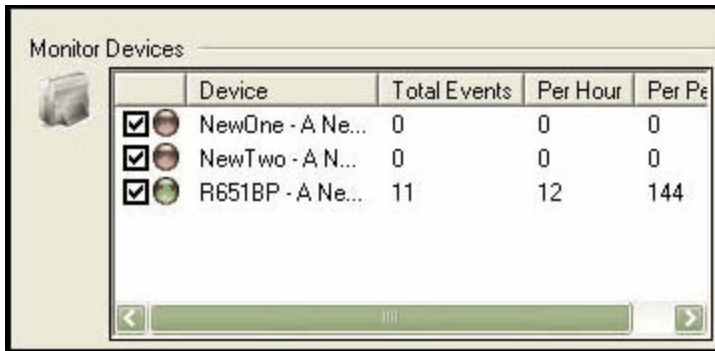 Monitor Devices
Device Total Events Per Hour Per Pe
NewOne - A Ne... 0 0 0
NewTwo - A N... 0 0 0
R651BP - A Ne... 11 12 144